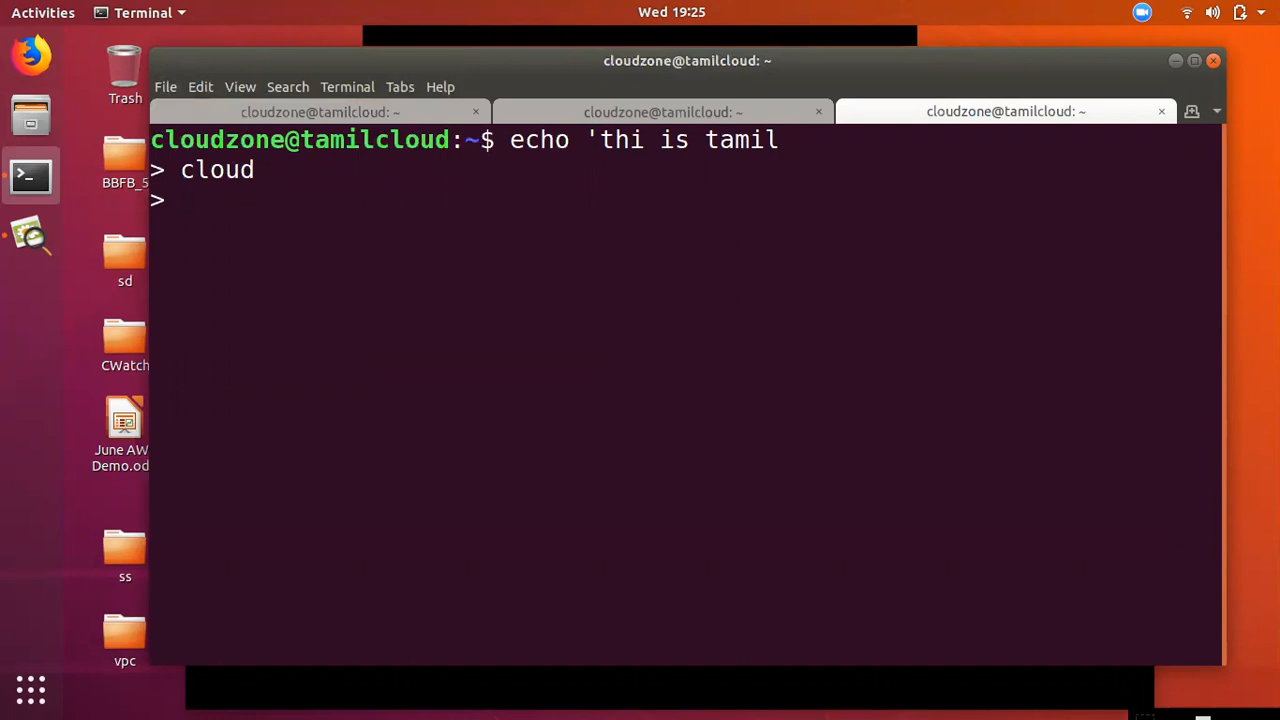 Activities
Terminal
Wed 19:25
cloudzone@tamilcloud: ~
File Edit View Search Terminal Tabs Help
cloudzone@tamilcloud: ~ × cloudzone@tamilcloud: ~ × cloudzone@tamilcloud: ~ ×
cloudzone@tamilcloud:~$ echo 'thi is tamil
> cloud
>
Trash
BBFB_5
sd
CWatch
June AW
Demo.od
ss
vpc